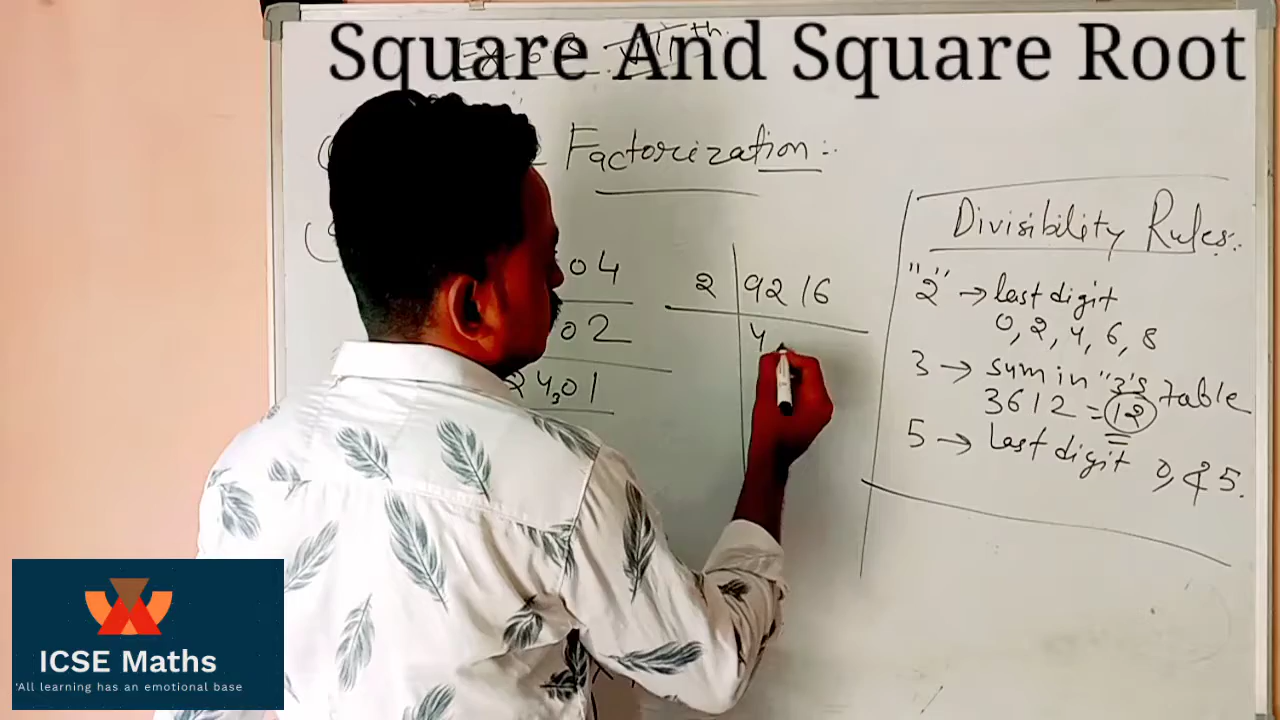 Square And Square Root
Factorization :-
04
02
2401
2 9216
4
Divisibility Rules:.
"2" → last digit
0, 2, 4, 6, 8
3 → sum in "3"s table
3612 = 12
5 → Last digit 0, & 5.
ICSE Maths
'All learning has an emotional base